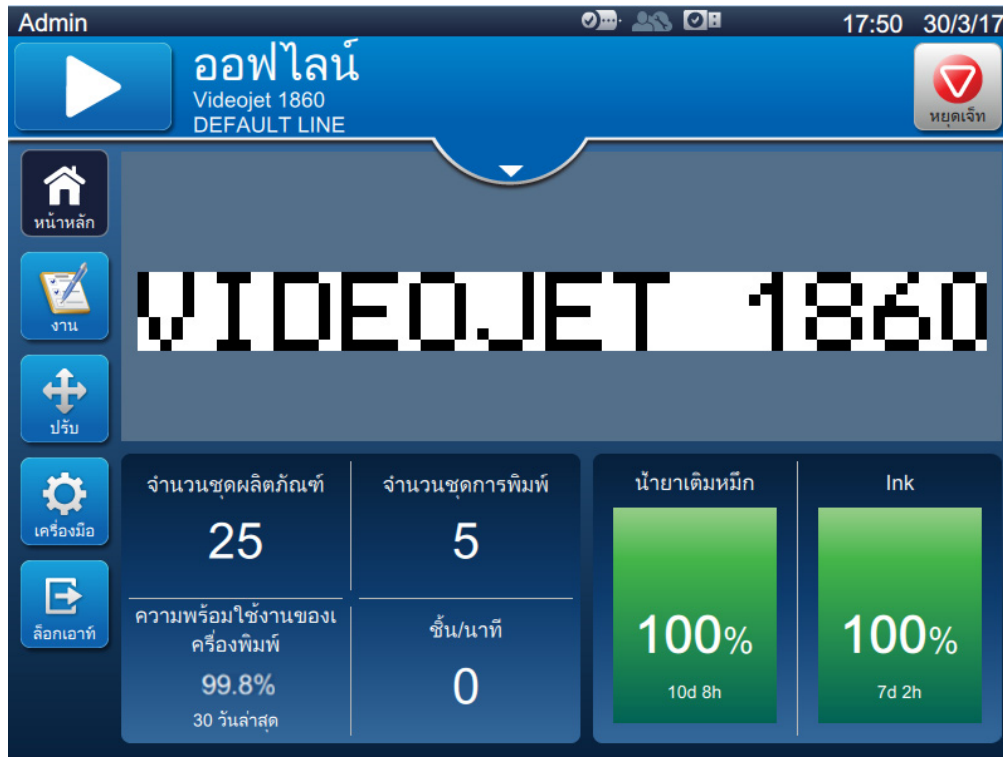 Admin
17:50 30/3/17
ออฟไลน์
Videojet 1860
DEFAULT LINE
หยุดเจ็ท
หน้าหลัก
งาน
ปรับ
เครื่องมือ
ล็อกเอาท์
VIDEOJET 1860
จำนวนชุดผลิตภัณฑ์
25
จำนวนชุดการพิมพ์
5
ความพร้อมใช้งานของเ
ครื่องพิมพ์
99.8%
30 วันล่าสุด
ชิ้น/นาที
0
น้ำยาเติมหมึก
100%
10d 8h
Ink
100%
7d 2h